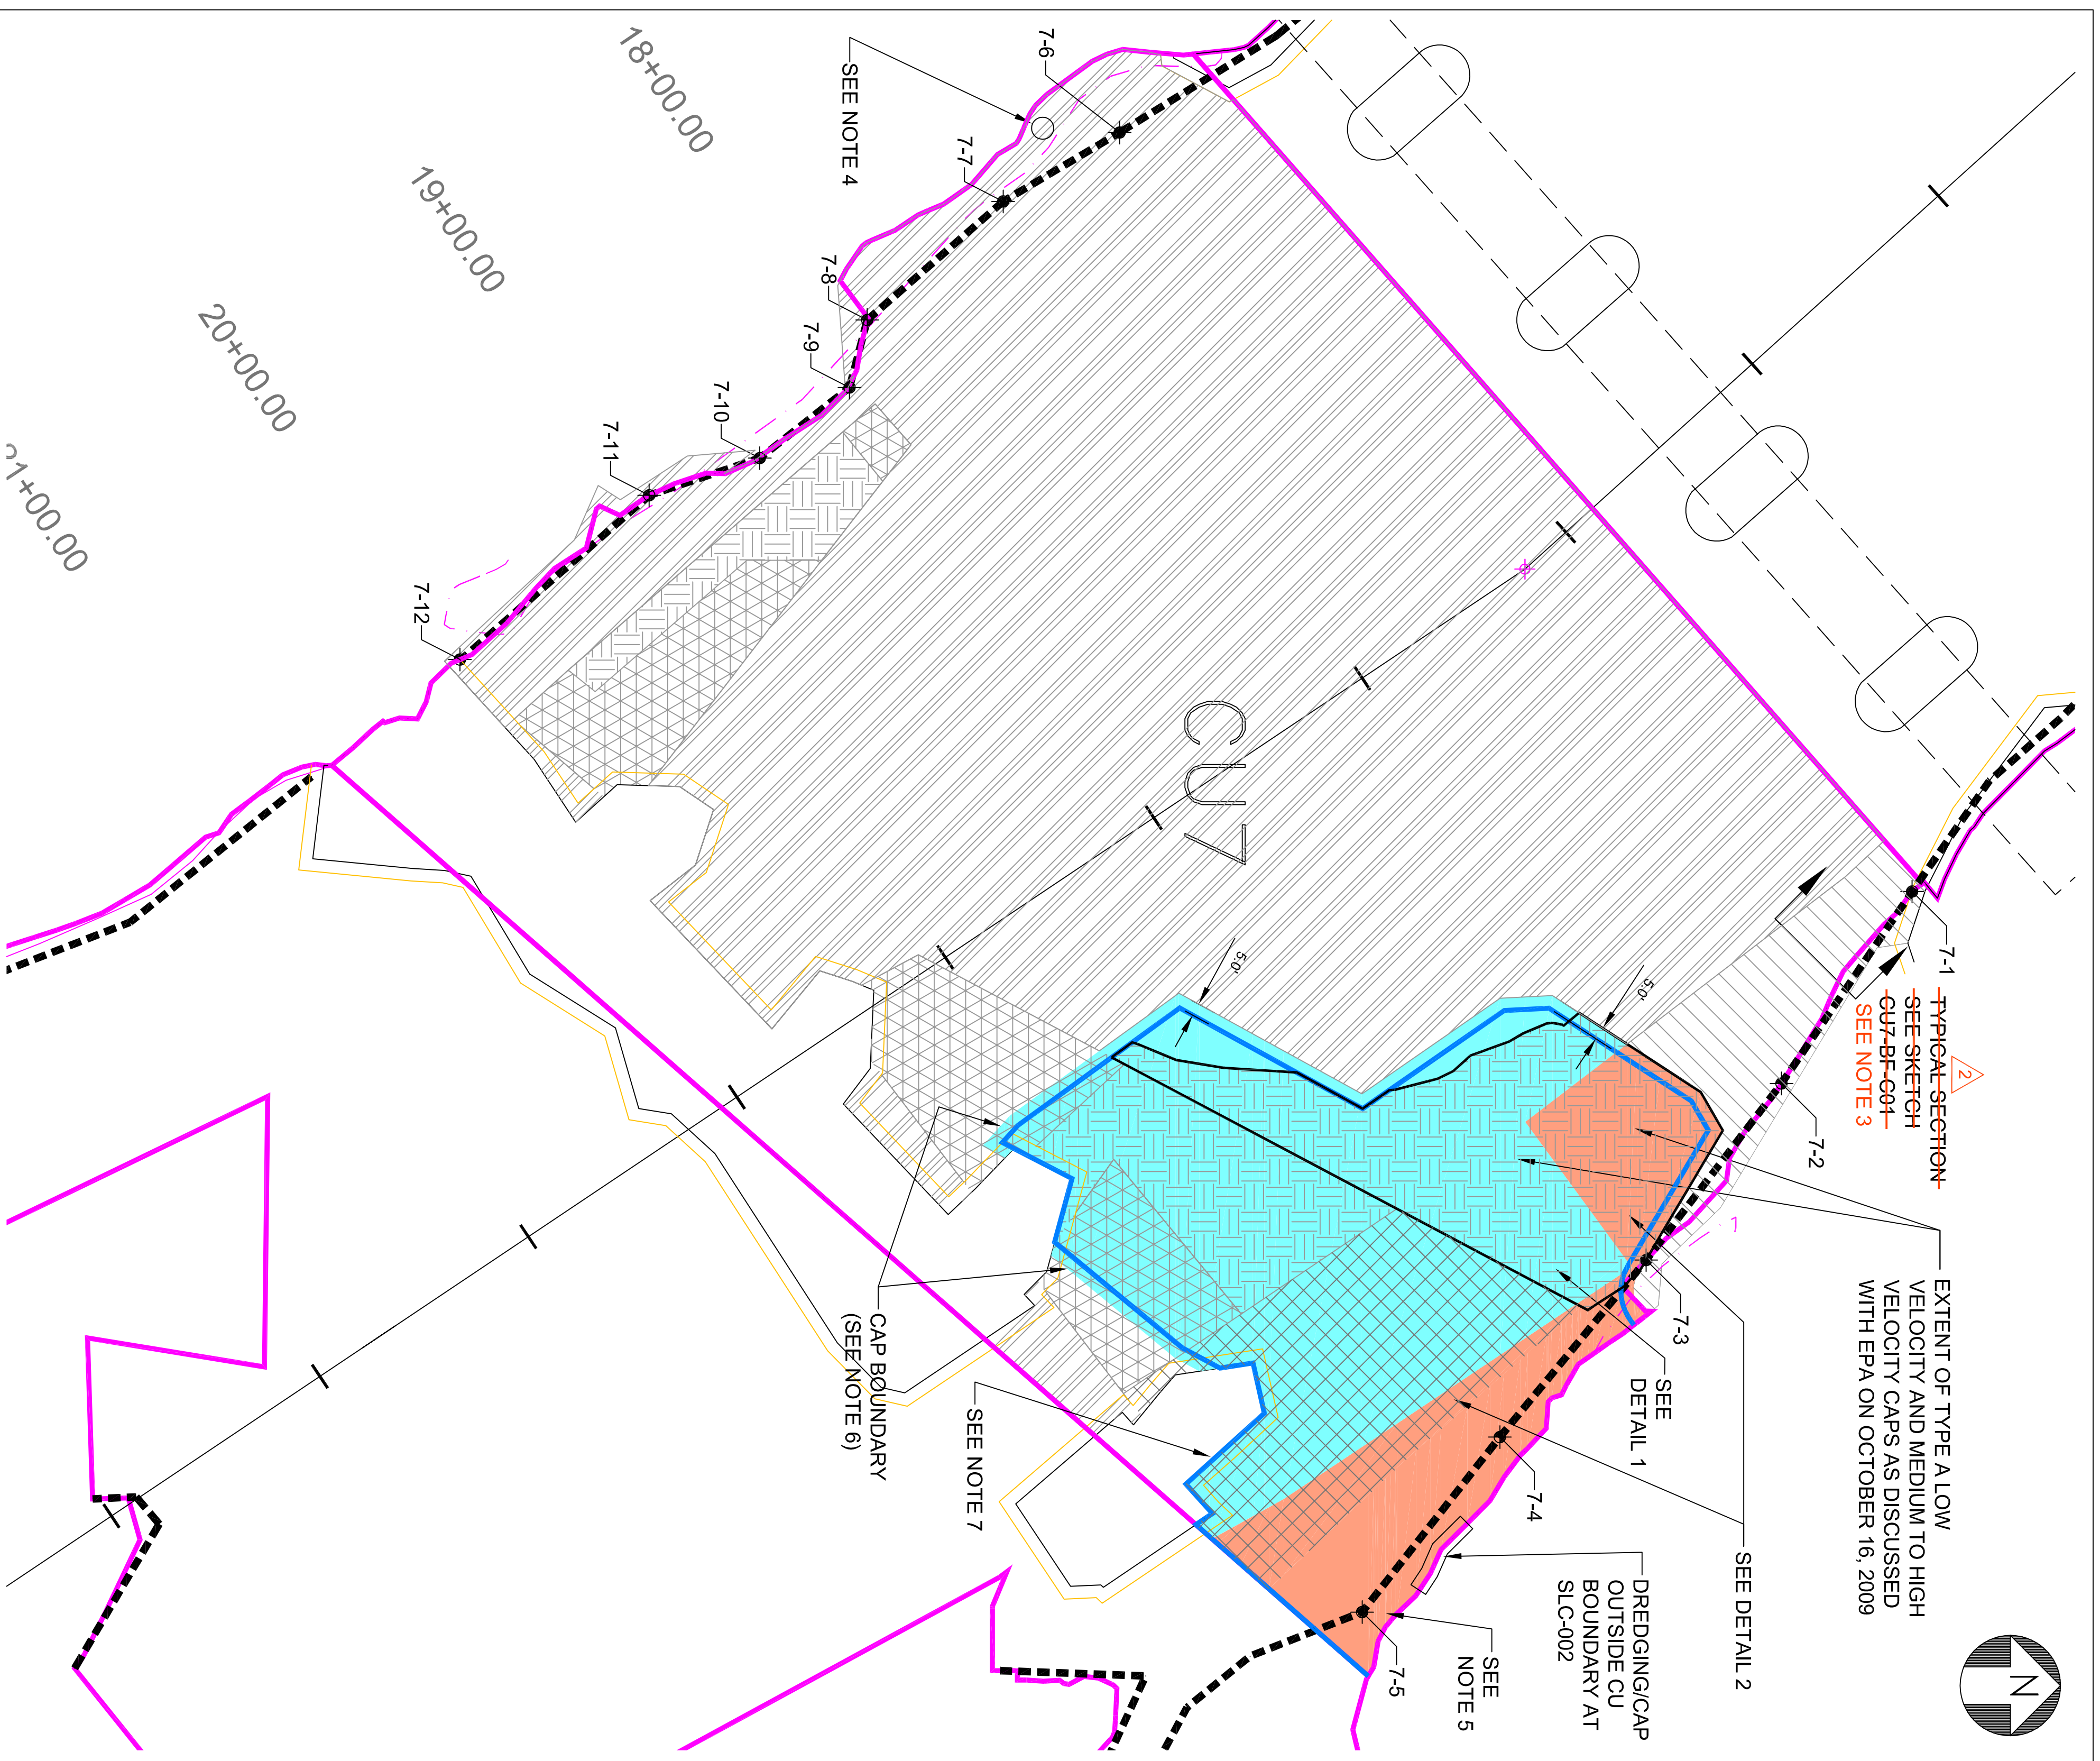 N
EXTENT OF TYPE A LOW
VELOCITY AND MEDIUM TO HIGH
VELOCITY CAPS AS DISCUSSED
WITH EPA ON OCTOBER 16, 2009
SEE DETAIL 2
DREDGING/CAP
OUTSIDE CU
BOUNDARY AT
SLC-002
SEE
NOTE 5
SEE
DETAIL 1
2
TYPICAL SECTION
SEE SKETCH
CU7-BF-C01
SEE NOTE 3
7-1
7-2
7-3
7-4
7-5
5.0'
5.0'
CU7
SEE NOTE 7
CAP BOUNDARY
(SEE NOTE 6)
SEE NOTE 4
7-6
7-7
7-8
7-9
7-10
7-11
7-12
18+00.00
19+00.00
20+00.00
21+00.00